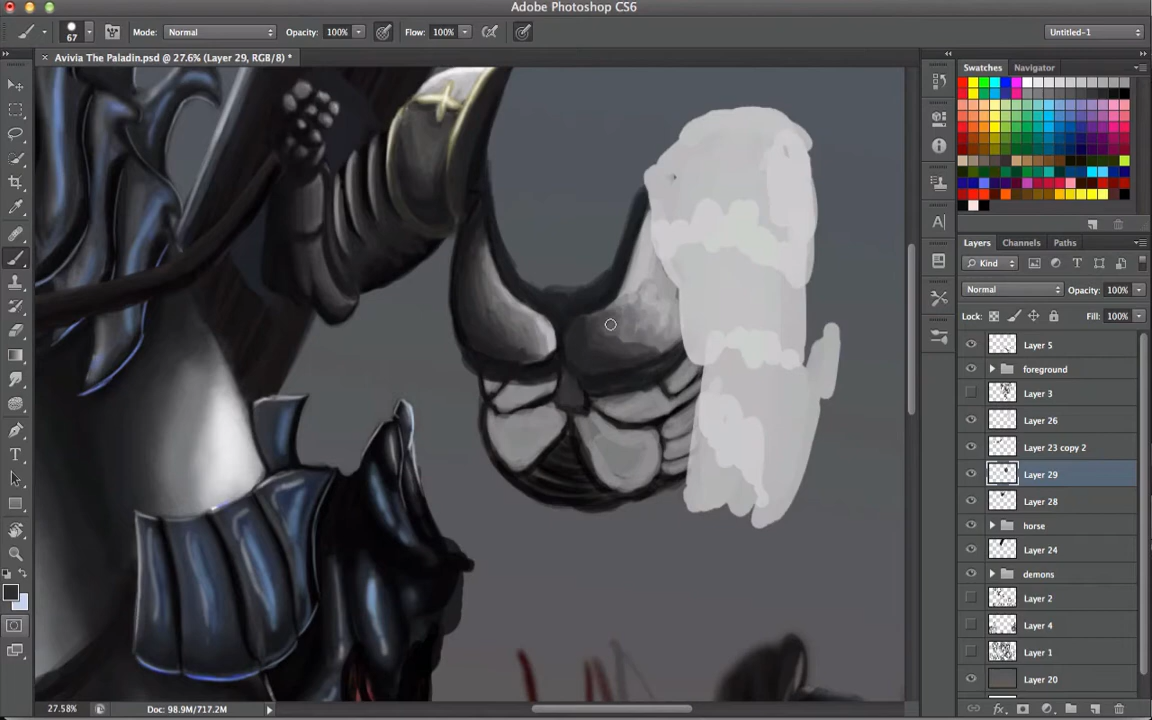 Adobe Photoshop CS6
67
Mode: Normal
Opacity: 100%
Flow: 100%
Untitled-1
Avivia The Paladin.psd @ 27.6% (Layer 29, RGB/8) *
Swatches
Navigator
Layers
Channels
Paths
Kind
Normal
Opacity: 100%
Lock:
Fill: 100%
Layer 5
foreground
Layer 3
Layer 26
Layer 23 copy 2
Layer 29
Layer 28
horse
Layer 24
demons
Layer 2
Layer 4
Layer 1
Layer 20
fx
27.58%
Doc: 98.9M/717.2M